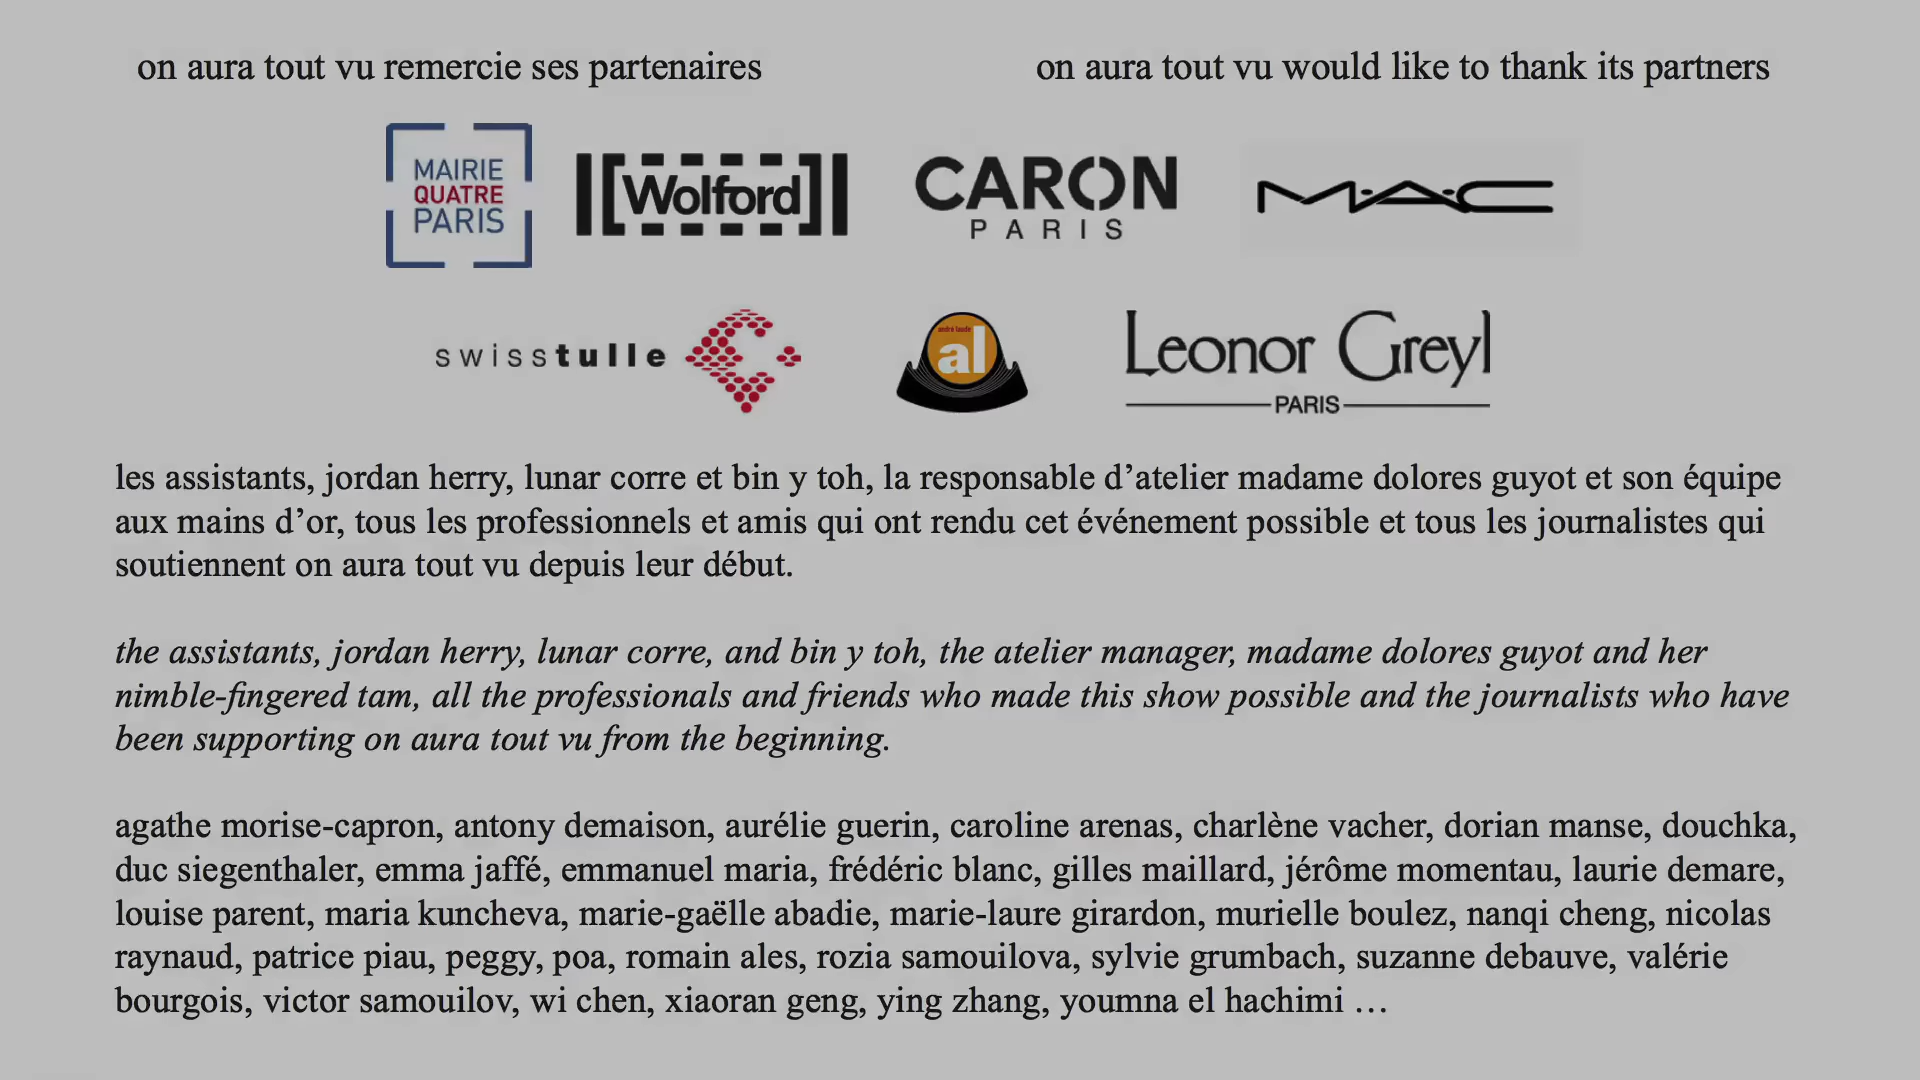 on aura tout vu remercie ses partenaires
on aura tout vu would like to thank its partners
MAIRIE
QUATRE
PARIS
Wolford
CARON
PARIS
M·A·C
swisstulle
andré laude
al
Leonor Greyl
PARIS
les assistants, jordan herry, lunar corre et bin y toh, la responsable d’atelier madame dolores guyot et son équipe
aux mains d’or, tous les professionnels et amis qui ont rendu cet événement possible et tous les journalistes qui
soutiennent on aura tout vu depuis leur début.
the assistants, jordan herry, lunar corre, and bin y toh, the atelier manager, madame dolores guyot and her
nimble-fingered tam, all the professionals and friends who made this show possible and the journalists who have
been supporting on aura tout vu from the beginning.
agathe morise-capron, antony demaison, aurélie guerin, caroline arenas, charlène vacher, dorian manse, douchka,
duc siegenthaler, emma jaffé, emmanuel maria, frédéric blanc, gilles maillard, jérôme momentau, laurie demare,
louise parent, maria kuncheva, marie-gaëlle abadie, marie-laure girardon, murielle boulez, nanqi cheng, nicolas
raynaud, patrice piau, peggy, poa, romain ales, rozia samouilova, sylvie grumbach, suzanne debauve, valérie
bourgois, victor samouilov, wi chen, xiaoran geng, ying zhang, youmna el hachimi …